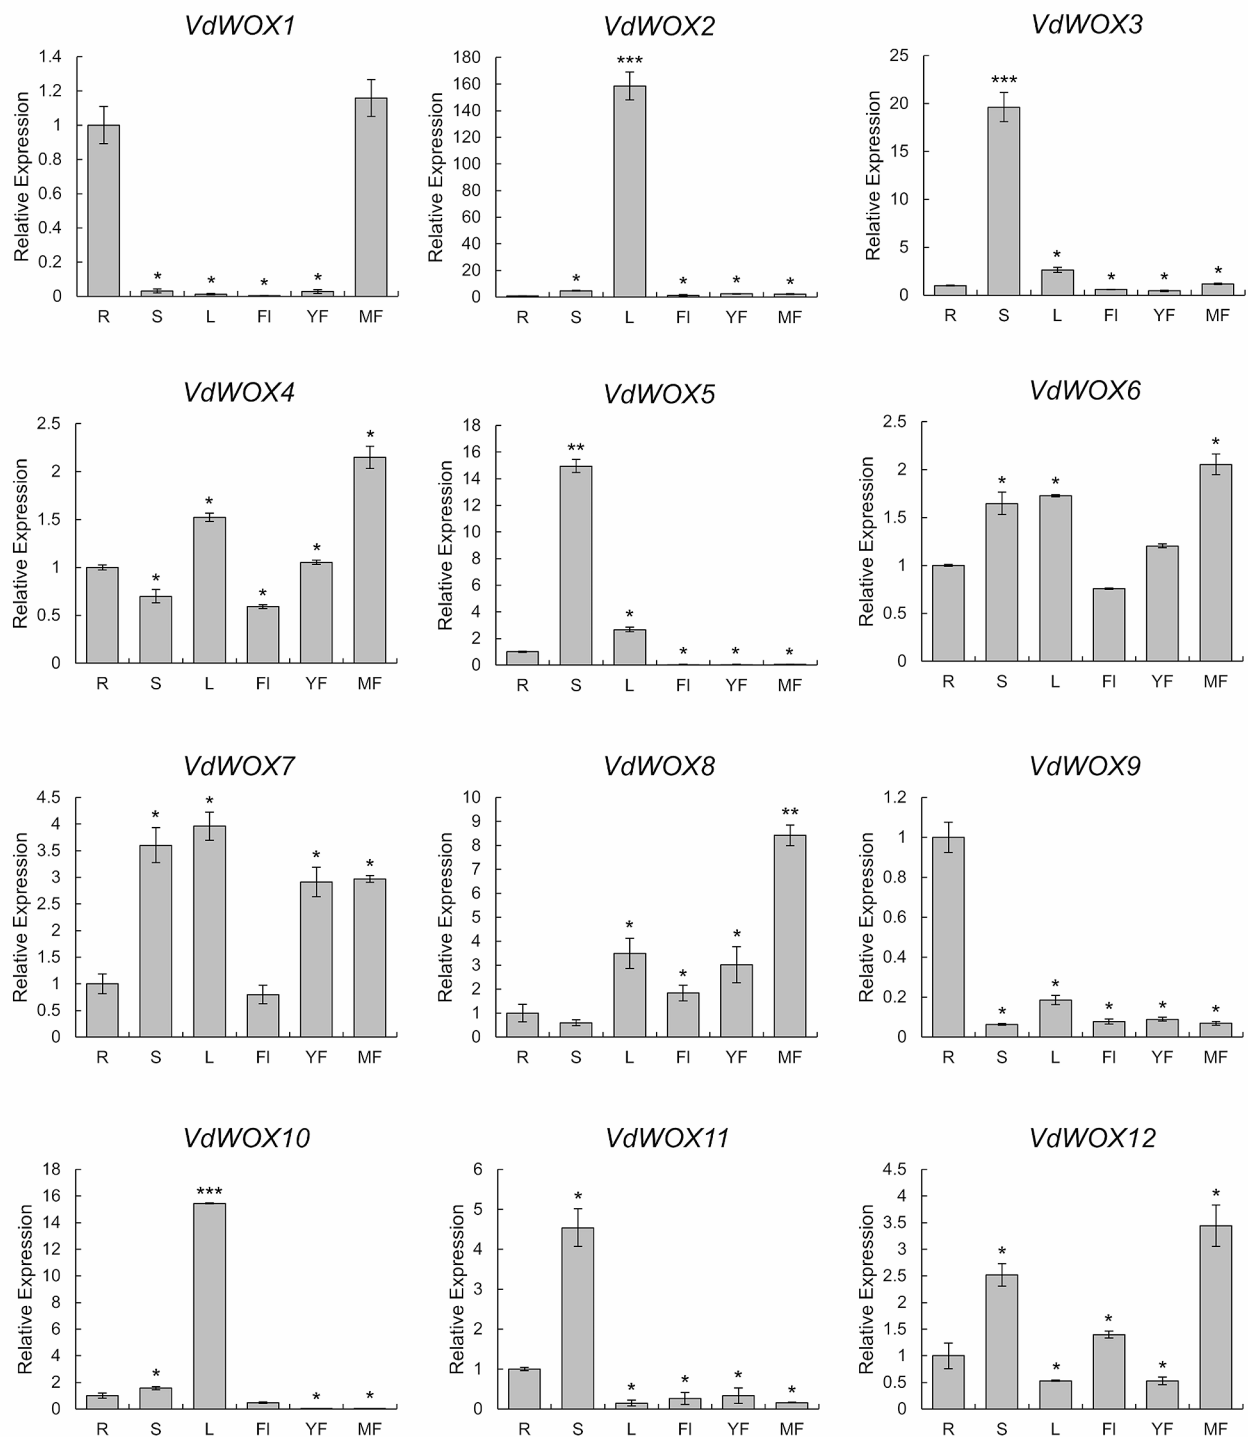 VdWOX1 VdWOX2 VdWOX3
Relative Expression
1.4
1.2
1
0.8
0.6
0.4
0.2
0
* * * *
R S L Fl YF MF
Relative Expression
180
160
140
120
100
80
60
40
20
0
* *** * * *
R S L Fl YF MF
Relative Expression
25
20
15
10
5
0
*** * * * *
R S L Fl YF MF
VdWOX4 VdWOX5 VdWOX6
Relative Expression
2.5
2
1.5
1
0.5
0
* * * * *
R S L Fl YF MF
Relative Expression
18
16
14
12
10
8
6
4
2
0
** * * * *
R S L Fl YF MF
Relative Expression
2.5
2
1.5
1
0.5
0
* * *
R S L Fl YF MF
VdWOX7 VdWOX8 VdWOX9
Relative Expression
4.5
4
3.5
3
2.5
2
1.5
1
0.5
0
* * * *
R S L Fl YF MF
Relative Expression
10
9
8
7
6
5
4
3
2
1
0
* * * **
R S L Fl YF MF
Relative Expression
1.2
1
0.8
0.6
0.4
0.2
0
* * * * *
R S L Fl YF MF
VdWOX10 VdWOX11 VdWOX12
Relative Expression
18
16
14
12
10
8
6
4
2
0
* *** * *
R S L Fl YF MF
Relative Expression
6
5
4
3
2
1
0
* * * * *
R S L Fl YF MF
Relative Expression
4.5
4
3.5
3
2.5
2
1.5
1
0.5
0
* * * * *
R S L Fl YF MF